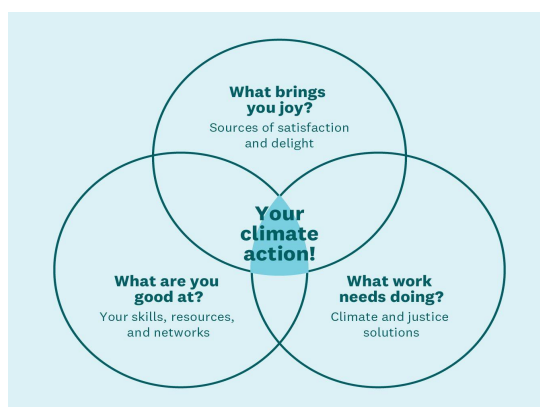 What brings
you joy?
Sources of satisfaction
and delight
Your
climate
action!
What are you
good at?
Your skills, resources,
and networks
What work
needs doing?
Climate and justice
solutions